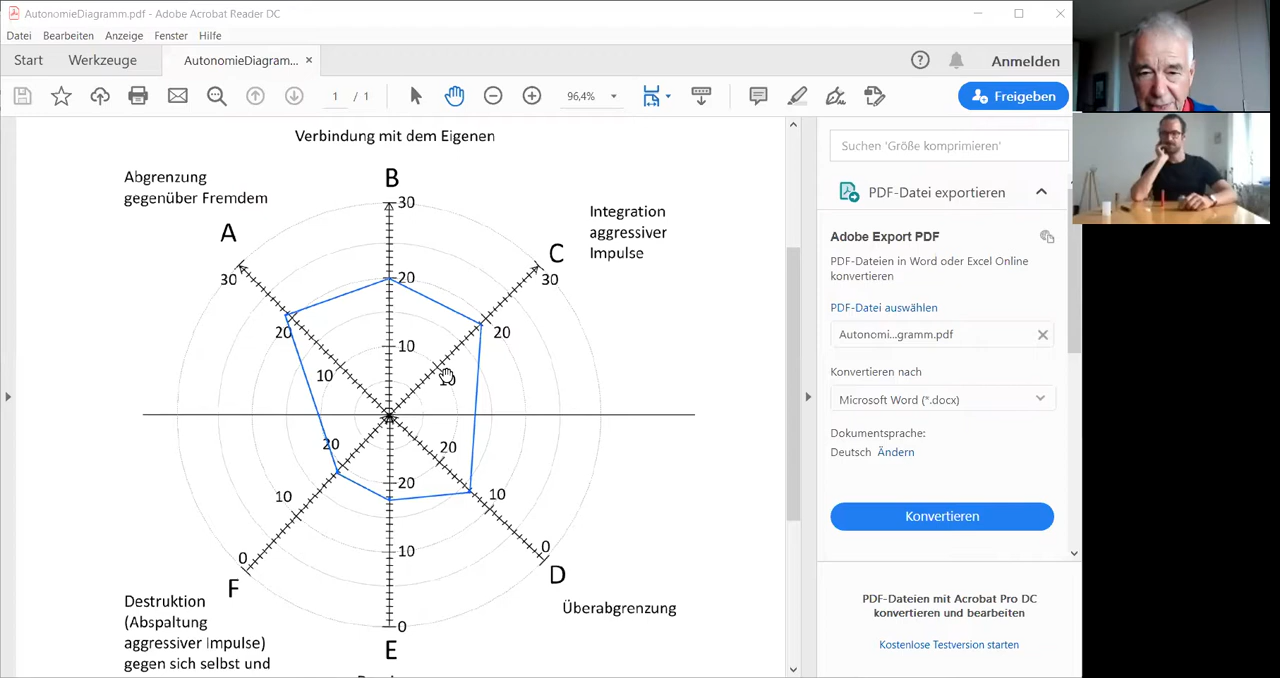 AutonomieDiagramm.pdf - Adobe Acrobat Reader DC
Datei Bearbeiten Anzeige Fenster Hilfe
Start Werkzeuge AutonomieDiagram... × Anmelden
1 / 1 96,4% Freigeben
Verbindung mit dem Eigenen
Abgrenzung
gegenüber Fremdem
B
30
Integration
aggressiver
Impulse
A
C
30
30
20
20
20
10
10
10
20
20
20
10
10
10
0
0
0
F
D
E
Überabgrenzung
Destruktion
(Abspaltung
aggressiver Impulse)
gegen sich selbst und
Suchen 'Größe komprimieren'
PDF-Datei exportieren
Adobe Export PDF
PDF-Dateien in Word oder Excel Online
konvertieren
PDF-Datei auswählen
Autonomi...gramm.pdf
Konvertieren nach
Microsoft Word (*.docx)
Dokumentsprache:
Deutsch Ändern
Konvertieren
PDF-Dateien mit Acrobat Pro DC
konvertieren und bearbeiten
Kostenlose Testversion starten